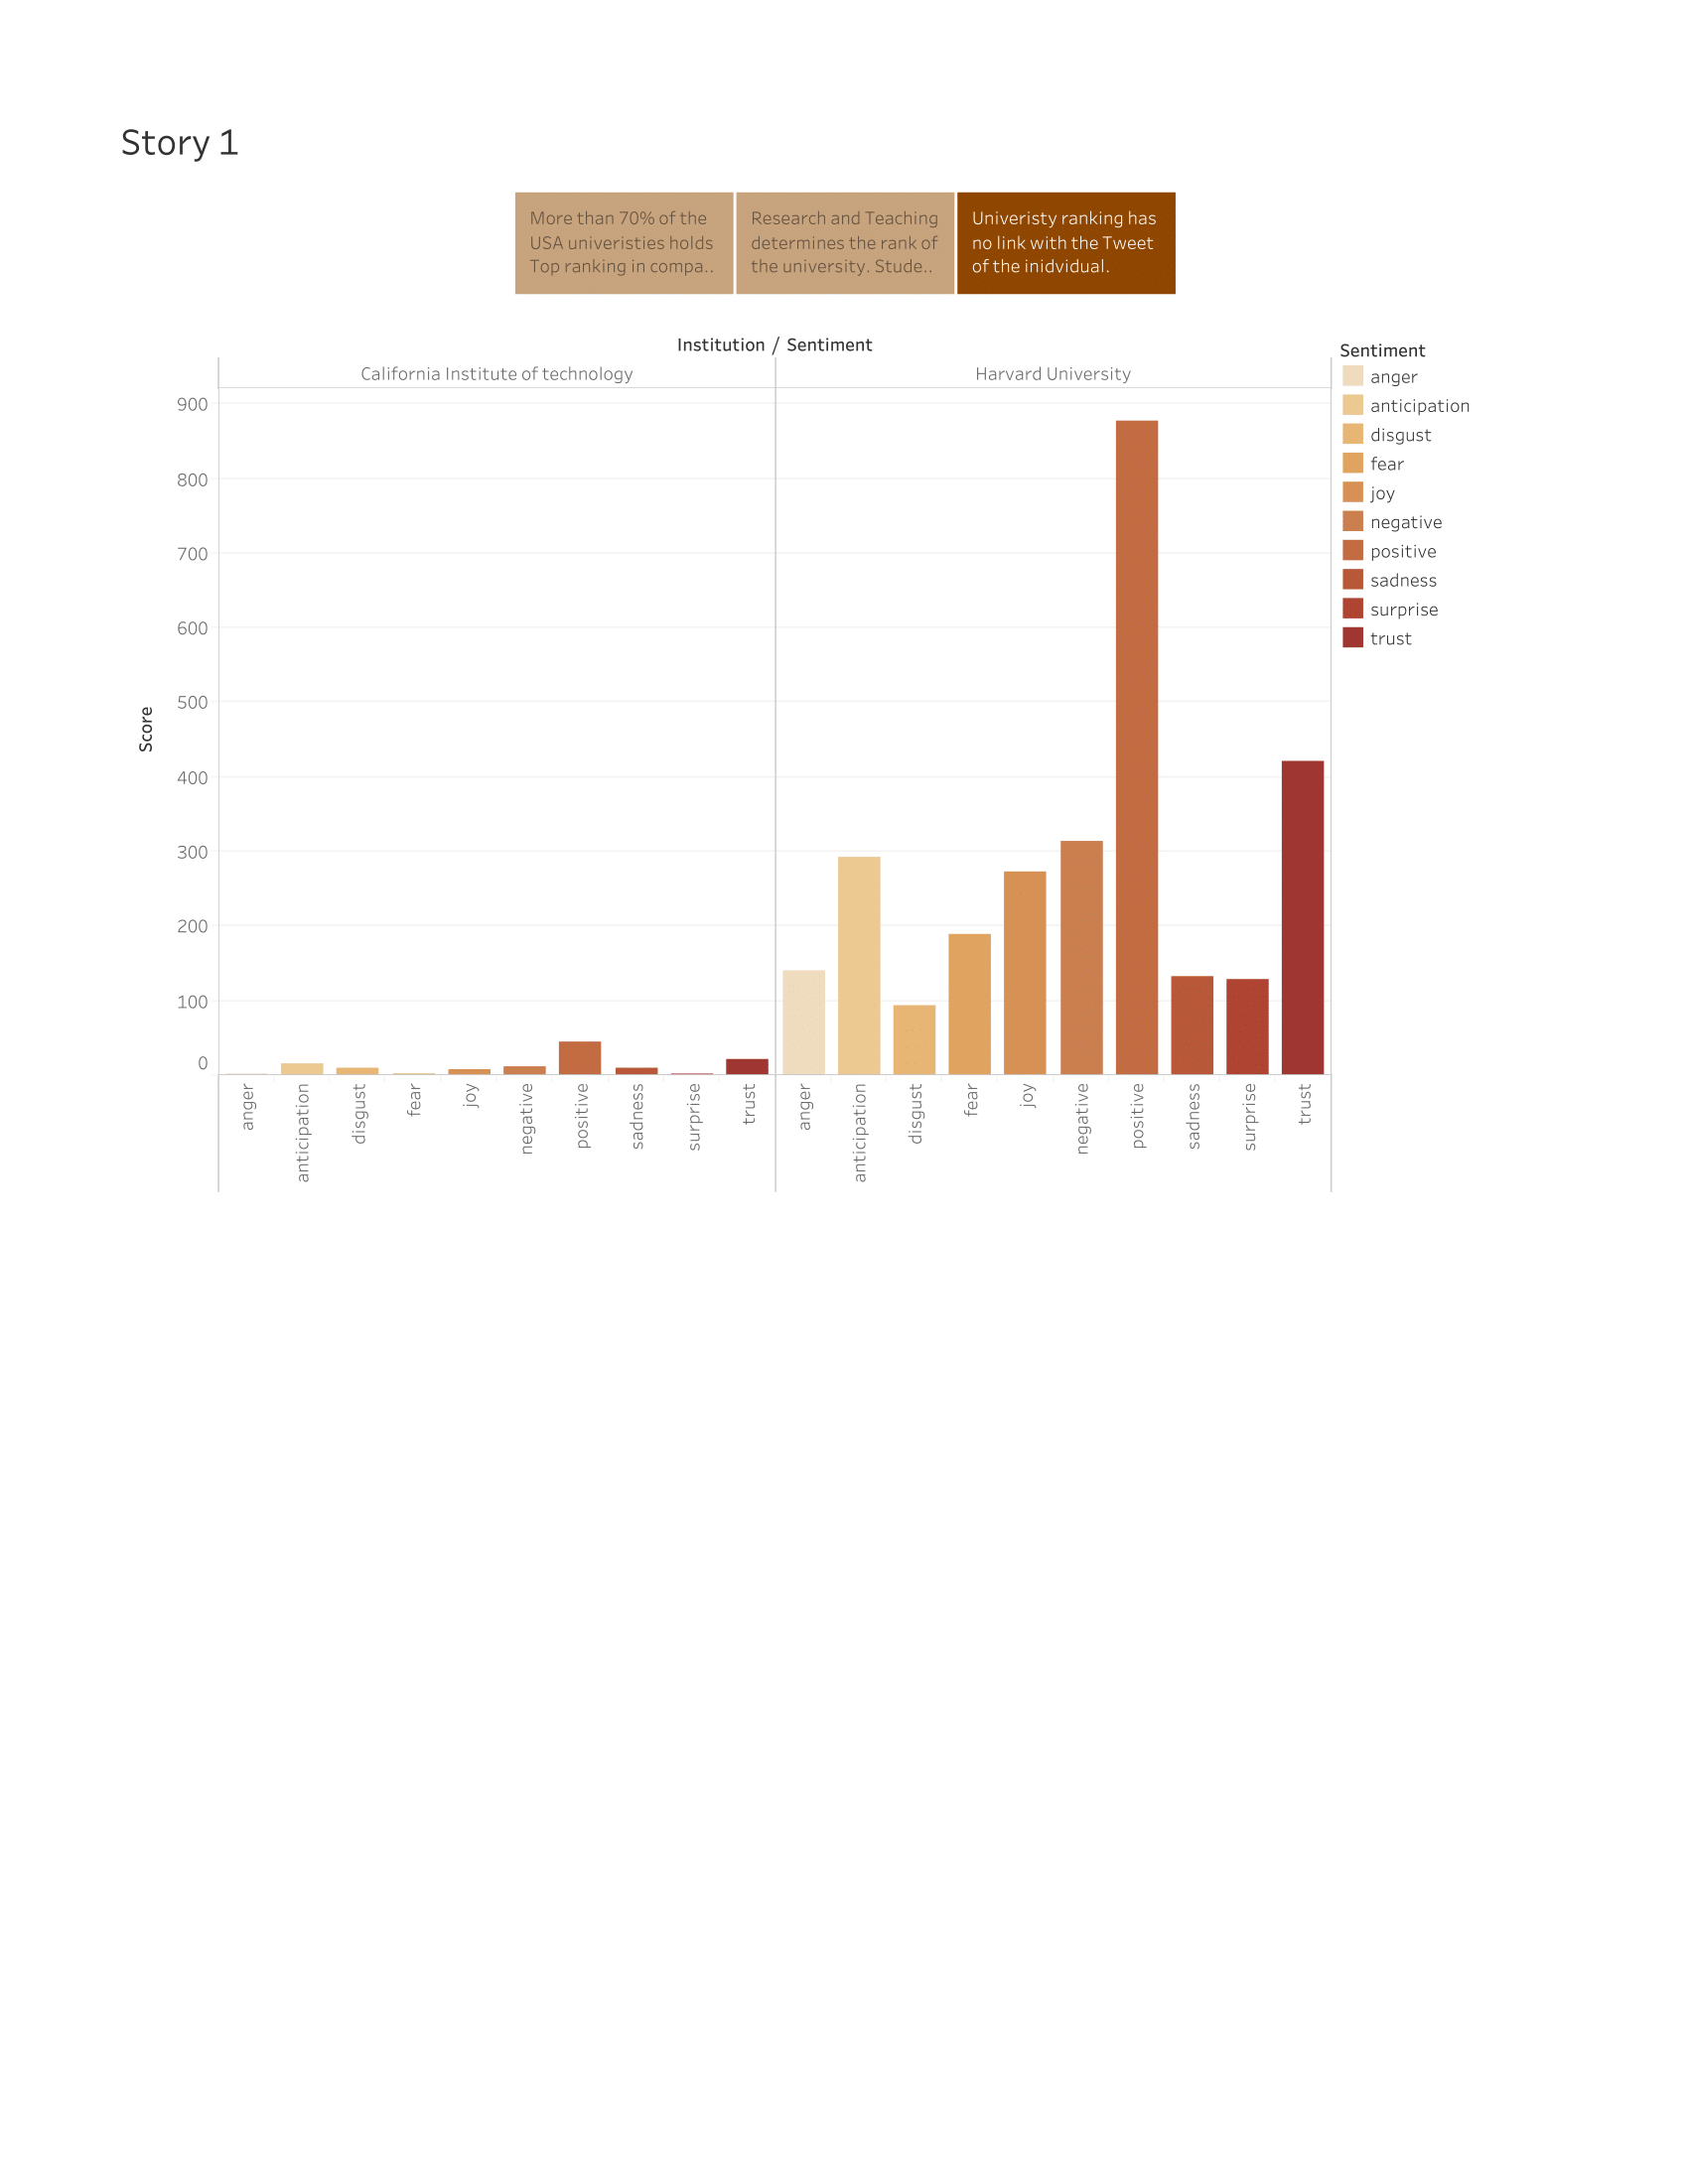 Story 1
More than 70% of the
USA univeristies holds
Top ranking in compa..
Research and Teaching
determines the rank of
the university. Stude..
Univeristy ranking has
no link with the Tweet
of the inidvidual.
Institution / Sentiment
California Institute of technology
Harvard University
Score
900
800
700
600
500
400
300
200
100
0
anger
anticipation
disgust
fear
joy
negative
positive
sadness
surprise
trust
anger
anticipation
disgust
fear
joy
negative
positive
sadness
surprise
trust
Sentiment
anger
anticipation
disgust
fear
joy
negative
positive
sadness
surprise
trust